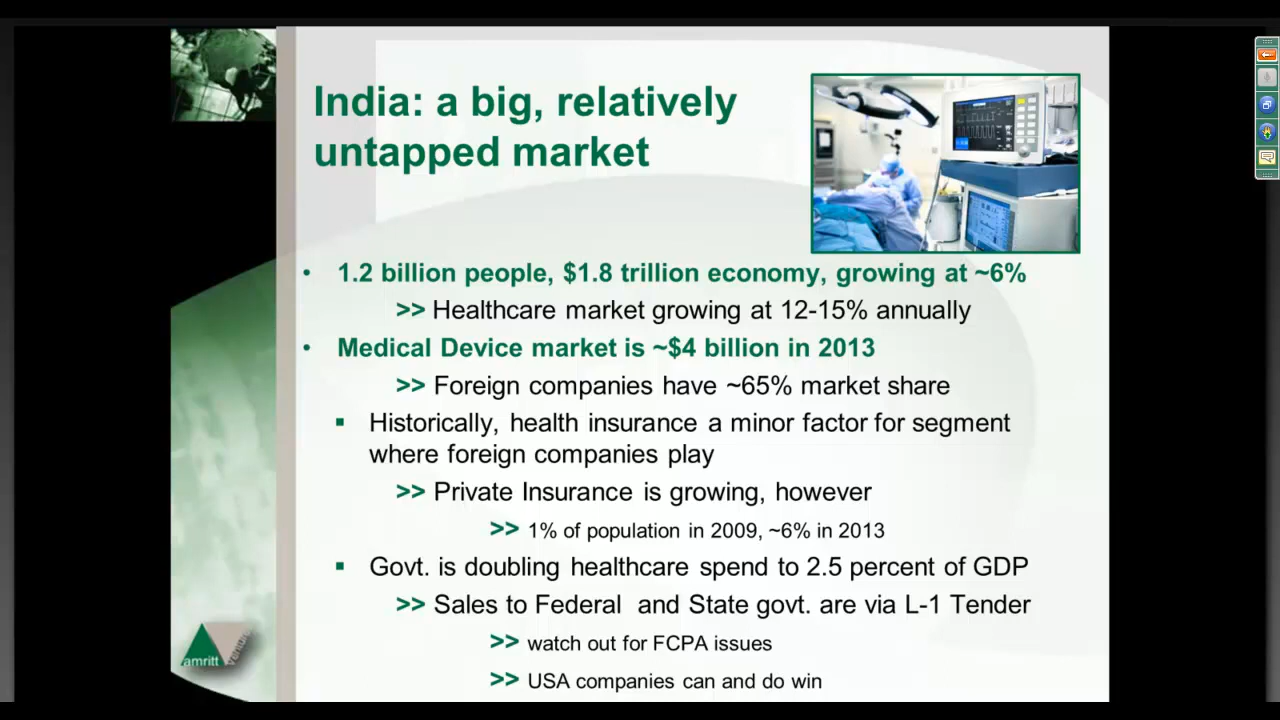 India: a big, relatively
untapped market
• 1.2 billion people, $1.8 trillion economy, growing at ~6%
>> Healthcare market growing at 12-15% annually
• Medical Device market is ~$4 billion in 2013
>> Foreign companies have ~65% market share
▪ Historically, health insurance a minor factor for segment
where foreign companies play
>> Private Insurance is growing, however
>> 1% of population in 2009, ~6% in 2013
▪ Govt. is doubling healthcare spend to 2.5 percent of GDP
>> Sales to Federal and State govt. are via L-1 Tender
>> watch out for FCPA issues
>> USA companies can and do win
amritt